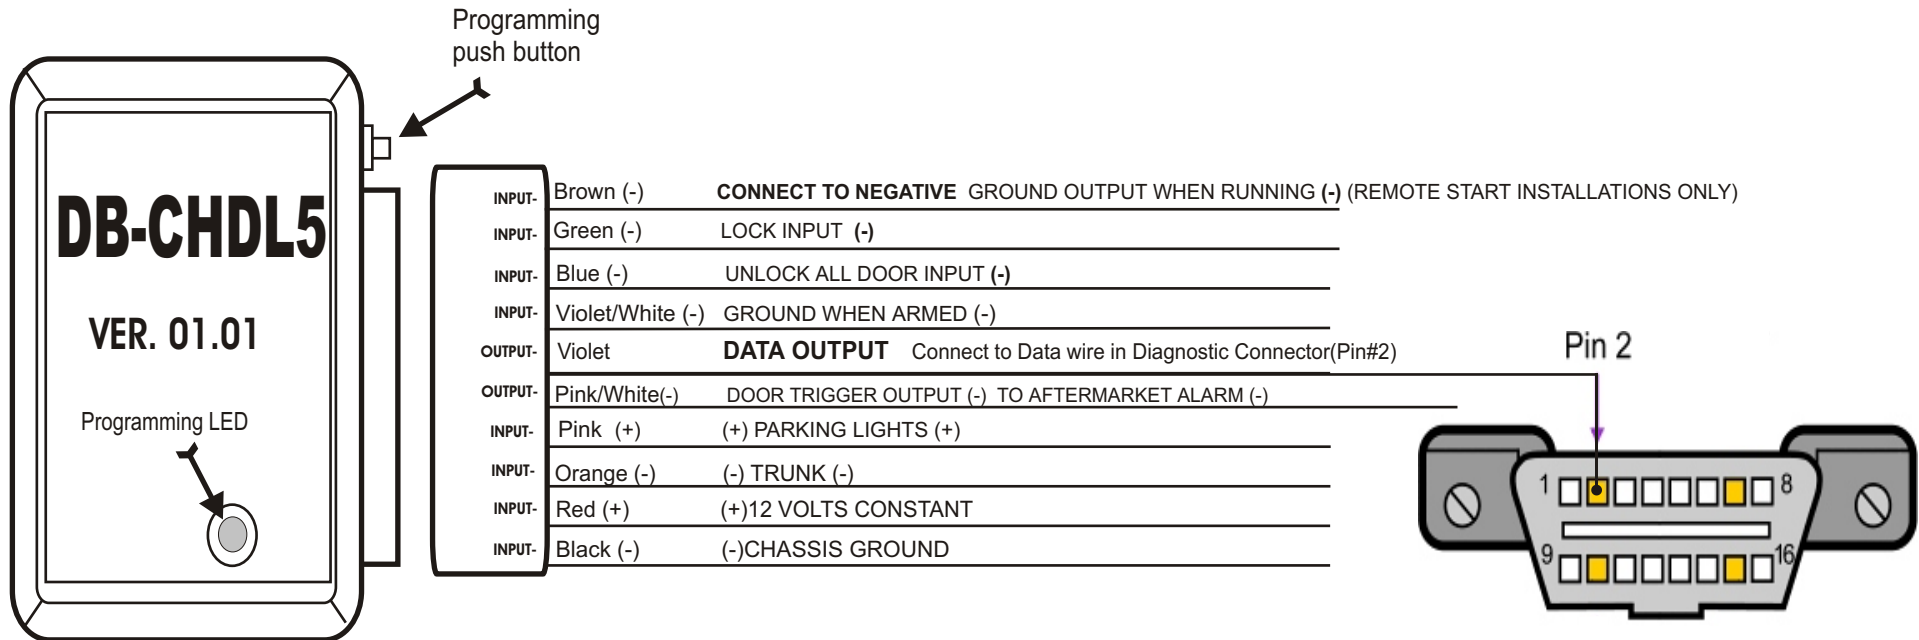 Programming
push button
DB-CHDL5
VER. 01.01
Programming LED
INPUT- Brown (-) CONNECT TO NEGATIVE GROUND OUTPUT WHEN RUNNING (-) (REMOTE START INSTALLATIONS ONLY)
INPUT- Green (-) LOCK INPUT (-)
INPUT- Blue (-) UNLOCK ALL DOOR INPUT (-)
INPUT- Violet/White (-) GROUND WHEN ARMED (-)
OUTPUT- Violet DATA OUTPUT Connect to Data wire in Diagnostic Connector(Pin#2)
OUTPUT- Pink/White(-) DOOR TRIGGER OUTPUT (-) TO AFTERMARKET ALARM (-)
INPUT- Pink (+) (+) PARKING LIGHTS (+)
INPUT- Orange (-) (-) TRUNK (-)
INPUT- Red (+) (+)12 VOLTS CONSTANT
INPUT- Black (-) (-)CHASSIS GROUND
Pin 2
1 8
9 16